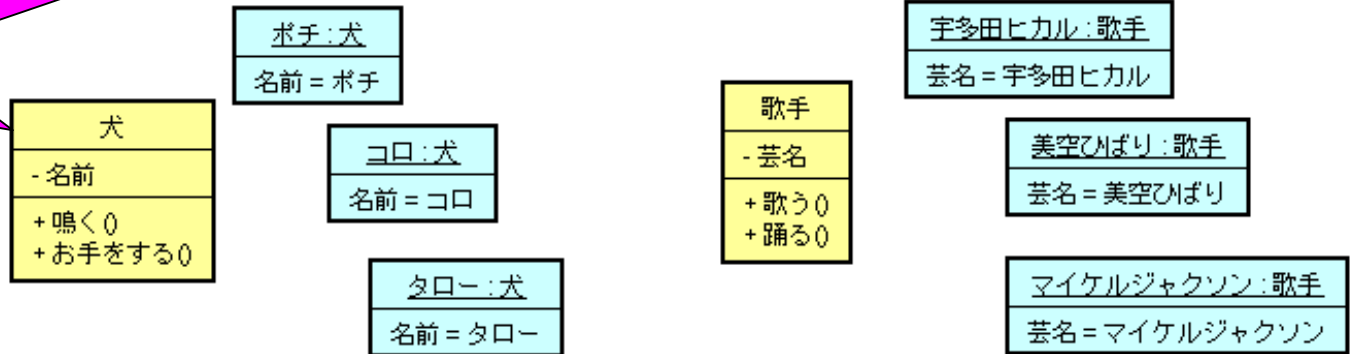 ポチ : 犬
名前 = ポチ
犬
- 名前
+ 鳴く()
+ お手をする()
コロ : 犬
名前 = コロ
タロー : 犬
名前 = タロー
歌手
- 芸名
+ 歌う()
+ 踊る()
宇多田ヒカル : 歌手
芸名 = 宇多田ヒカル
美空ひばり : 歌手
芸名 = 美空ひばり
マイケルジャクソン : 歌手
芸名 = マイケルジャクソン